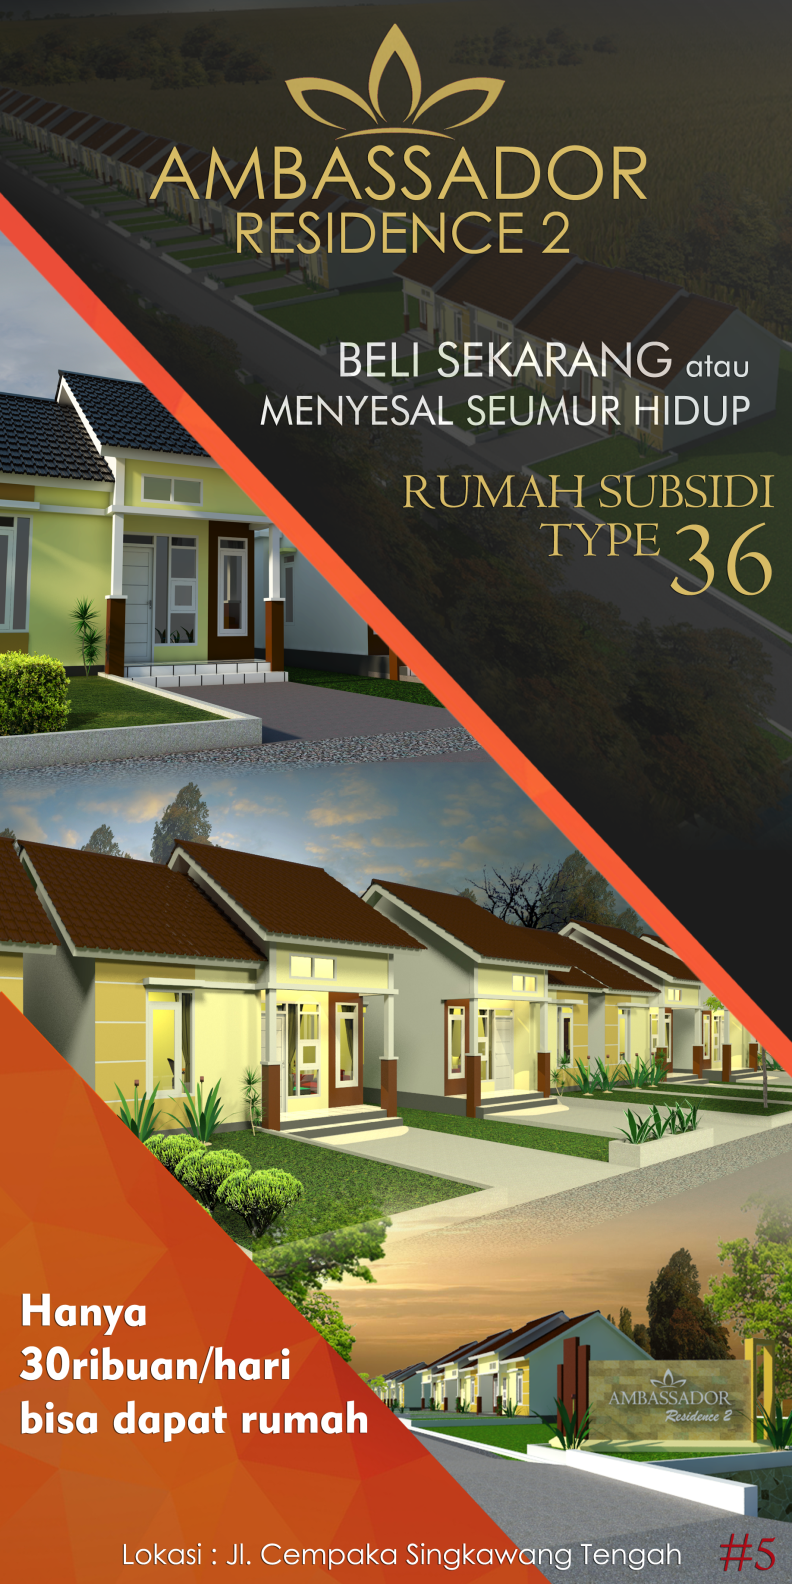 AMBASSADOR
RESIDENCE 2
BELI SEKARANG atau
MENYESAL SEUMUR HIDUP
RUMAH SUBSIDI
TYPE 36
Hanya
30ribuan/hari
bisa dapat rumah
AMBASSADOR
Residence 2
Lokasi : Jl. Cempaka Singkawang Tengah
#5